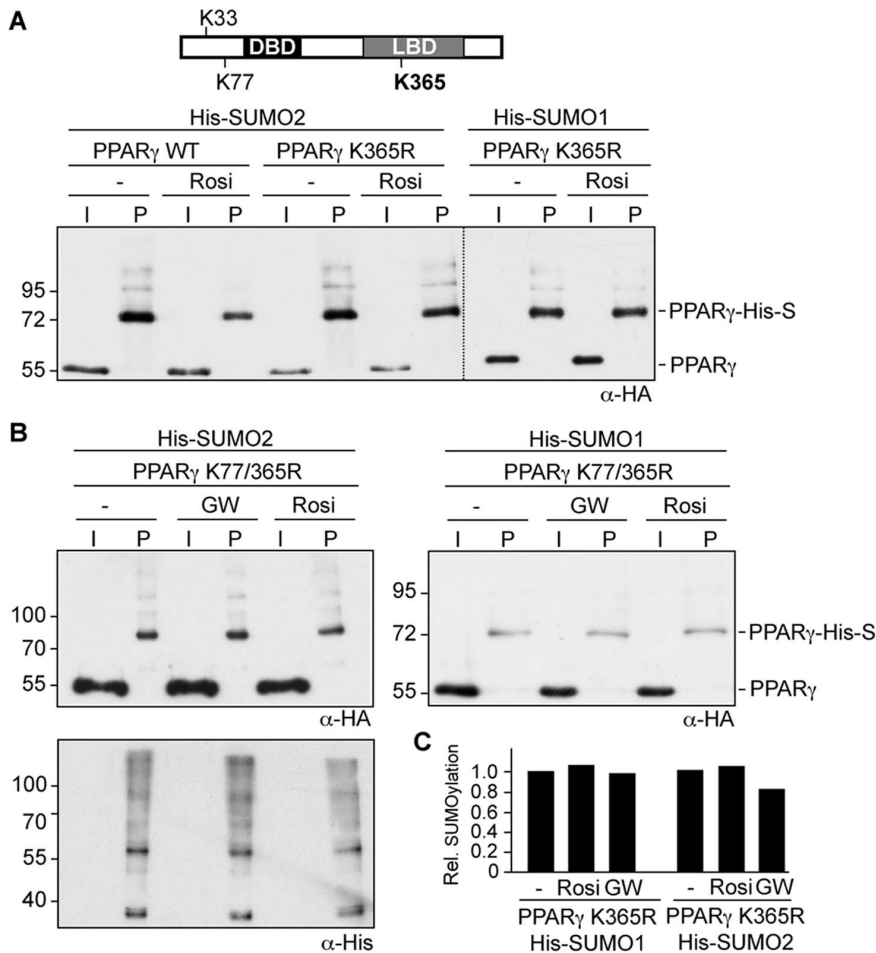 A
K33
DBD LBD
K77 K365
His-SUMO2 His-SUMO1
PPARγ WT PPARγ K365R PPARγ K365R
- Rosi - Rosi - Rosi
I P I P I P I P I P I P
95
72
55
PPARγ-His-S
PPARγ
α-HA
B
His-SUMO2
PPARγ K77/365R
- GW Rosi
I P I P I P
100
70
55
α-HA
100
70
55
40
α-His
His-SUMO1
PPARγ K77/365R
- GW Rosi
I P I P I P
95
72
55
PPARγ-His-S
PPARγ
α-HA
C
Rel. SUMOylation
1.0
0.8
0.6
0.4
0.2
0
- Rosi GW - Rosi GW
PPARγ K365R PPARγ K365R
His-SUMO1 His-SUMO2